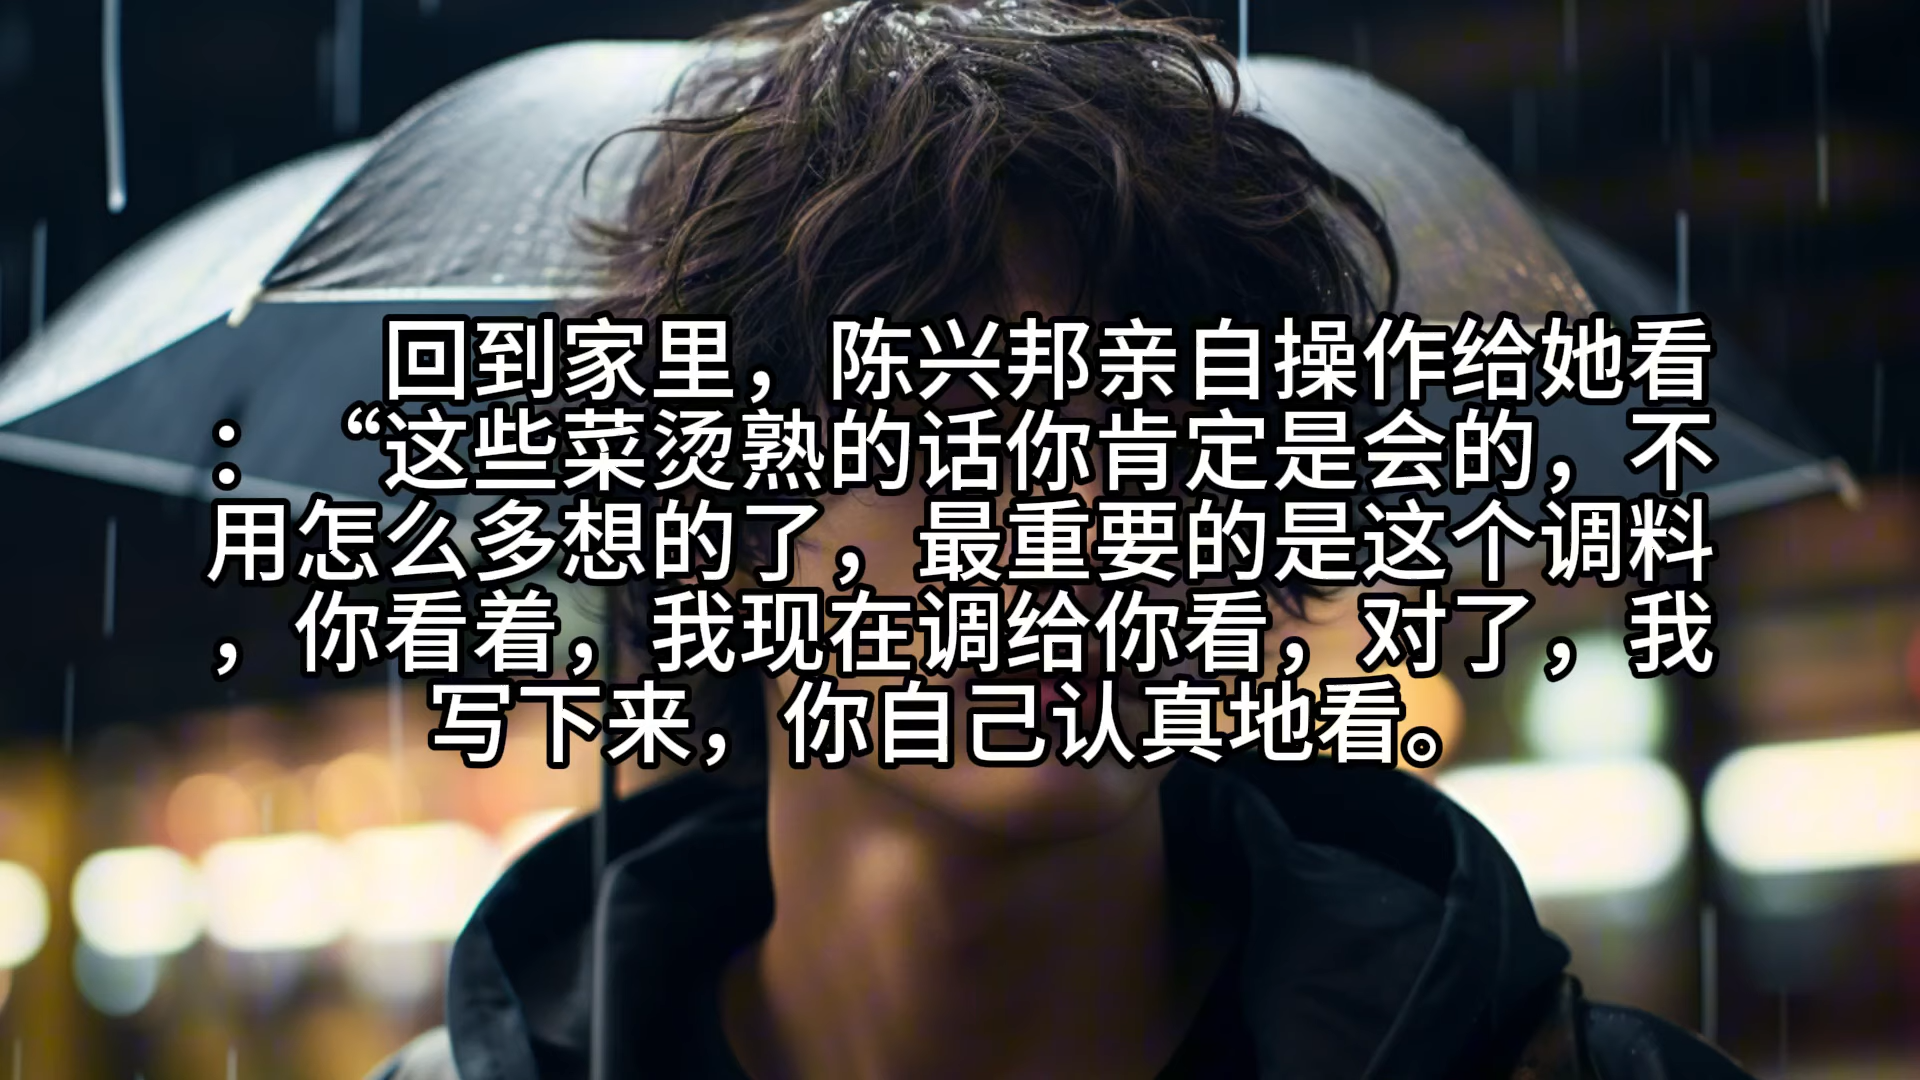 回到家里，陈兴邦亲自操作给她看
：“这些菜烫熟的话你肯定是会的，不
用怎么多想的了，最重要的是这个调料
，你看着，我现在调给你看，对了，我
写下来，你自己认真地看。